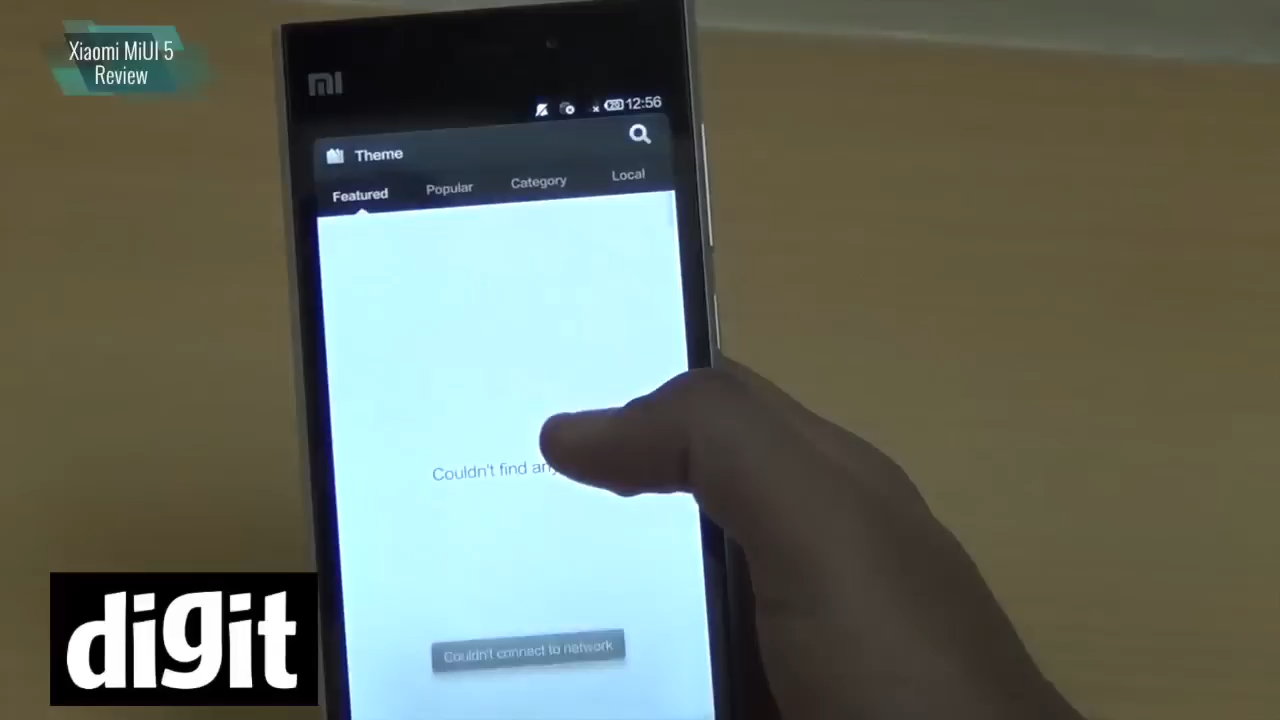 Xiaomi MiUI 5
Review
mi
20 12:56
Theme
Featured Popular Category Local
Couldn't find
Couldn't connect to network
digit